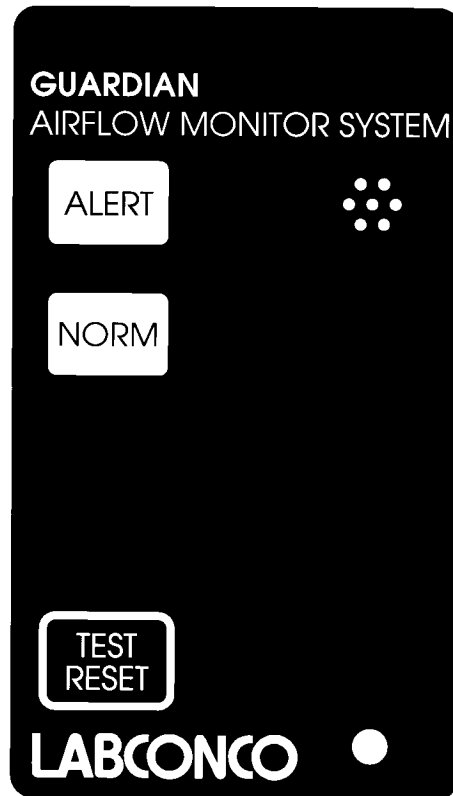 GUARDIAN
AIRFLOW MONITOR SYSTEM
ALERT
NORM
TEST
RESET
LABCONCO